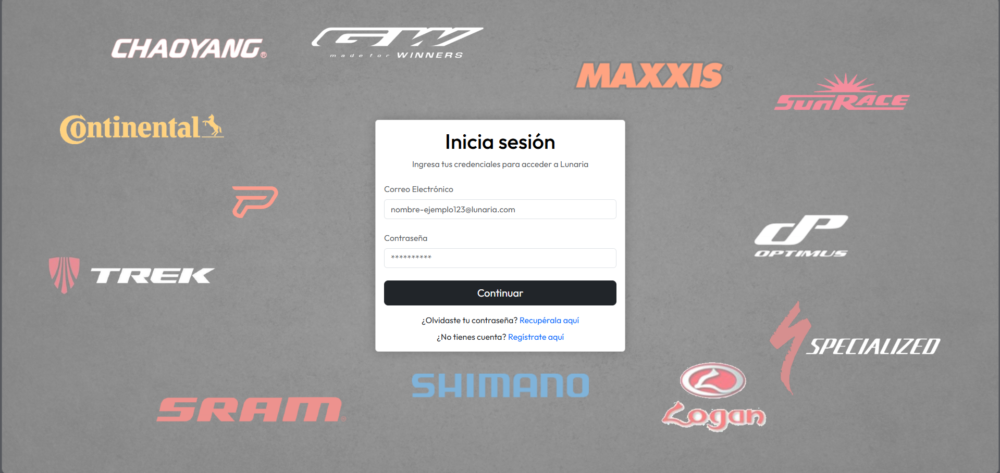 CHAOYANG®
GW
made for WINNERS
MAXXIS®
SUNRACE
Continental
Inicia sesión
Ingresa tus credenciales para acceder a Lunaria
Correo Electrónico
nombre-ejemplo123@lunaria.com
Contraseña
**********
Continuar
¿Olvidaste tu contraseña? Recupérala aquí
¿No tienes cuenta? Regístrate aquí
P
OPTIMUS
TREK
SPECIALIZED
SHIMANO
SRAM
Logan